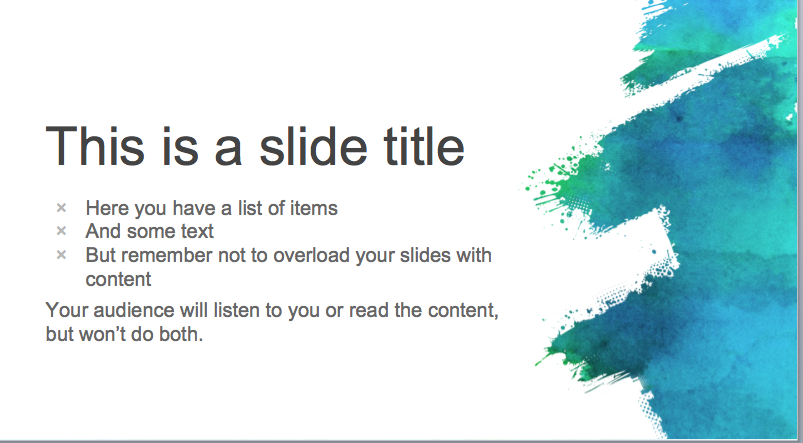 This is a slide title
× Here you have a list of items
× And some text
× But remember not to overload your slides with
content
Your audience will listen to you or read the content,
but won’t do both.